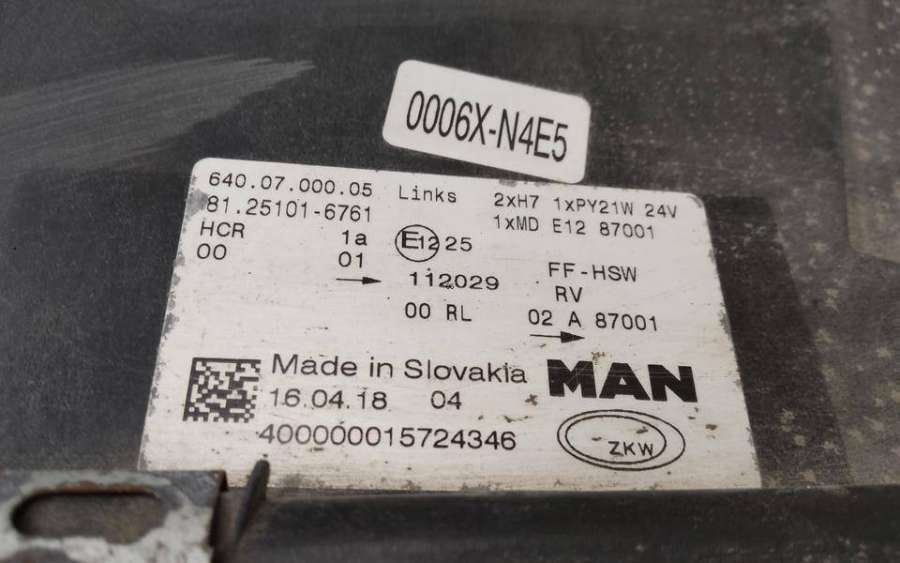 0006X-N4E5
640.07.000.05 Links 2xH7 1xPY21W 24V
81.25101-6761 1xMD E12 87001
HCR 1a E12 25
00 01 → 112029 FF-HSW
RV
00 RL 02 A 87001
→
Made in Slovakia MAN
16.04.18 04
400000015724346 ZKW